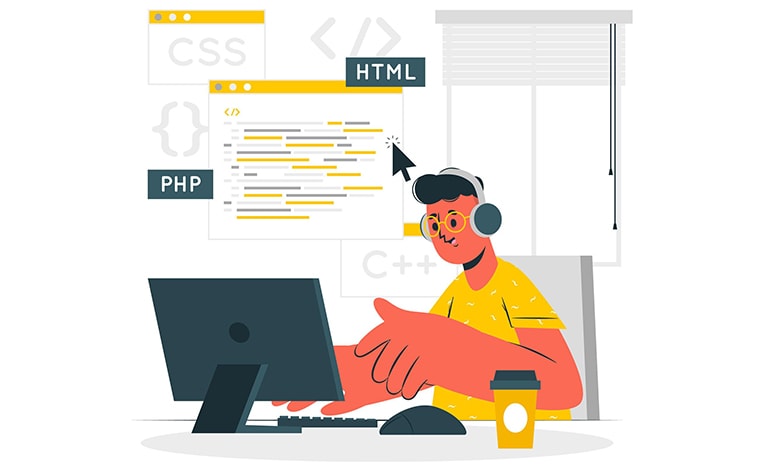 CSS
</>
HTML
</>
{}
PHP
C++